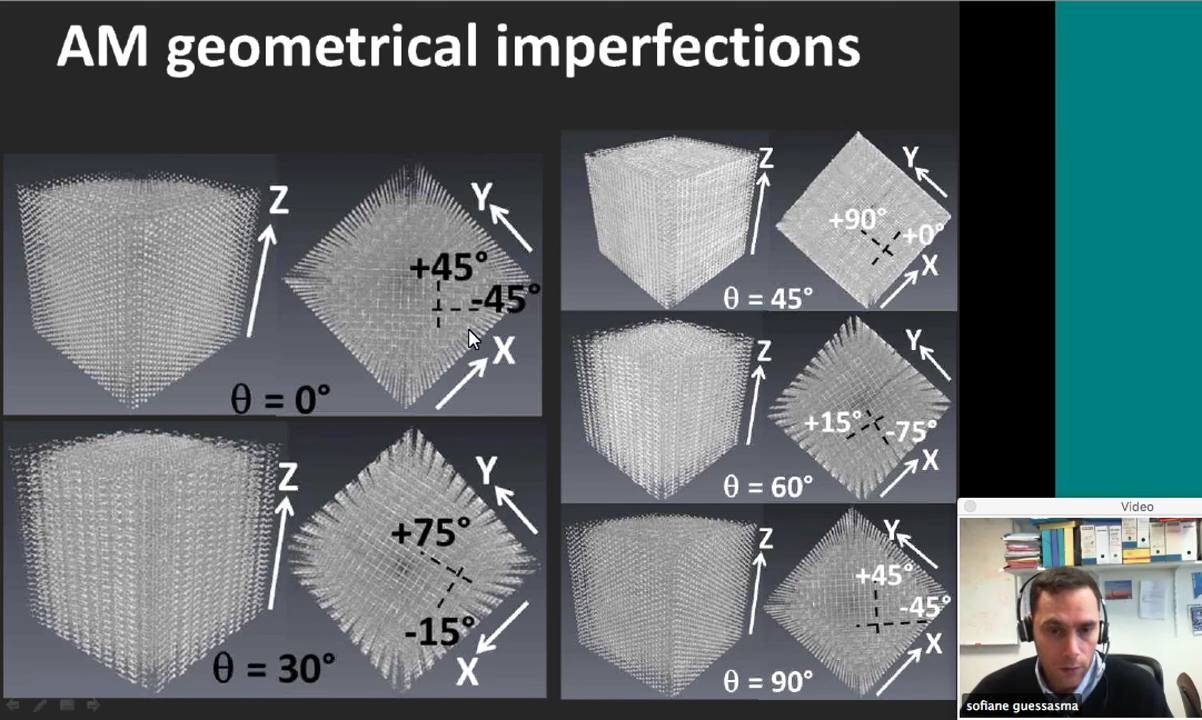 AM geometrical imperfections
Z
Y
+45°
-45°
X
θ = 0°
Z
Y
+75°
-15°
X
θ = 30°
Z
Y
+90°
+0°
X
θ = 45°
Z
Y
+15°
-75°
X
θ = 60°
Z
Y
+45°
-45°
X
θ = 90°
Video
sofiane guessasma